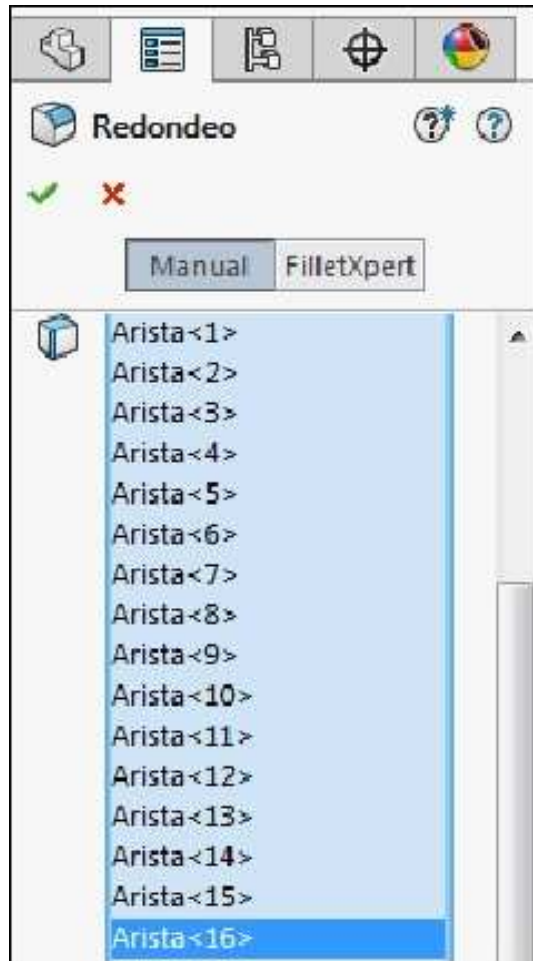 Redondeo
Manual FilletXpert
Arista<1>
Arista<2>
Arista<3>
Arista<4>
Arista<5>
Arista<6>
Arista<7>
Arista<8>
Arista<9>
Arista<10>
Arista<11>
Arista<12>
Arista<13>
Arista<14>
Arista<15>
Arista<16>